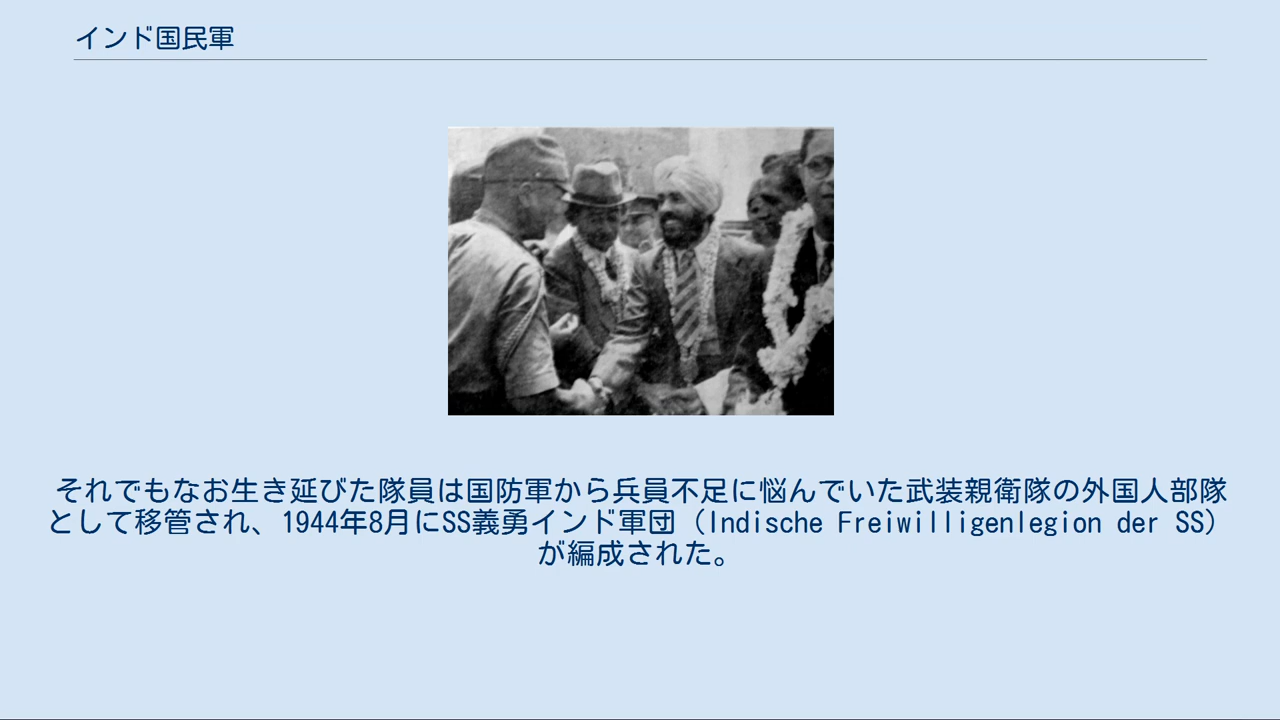 インド国民軍
それでもなお生き延びた隊員は国防軍から兵員不足に悩んでいた武装親衛隊の外国人部隊
として移管され、1944年8月にSS義勇インド軍団（Indische Freiwilligenlegion der SS）
が編成された。